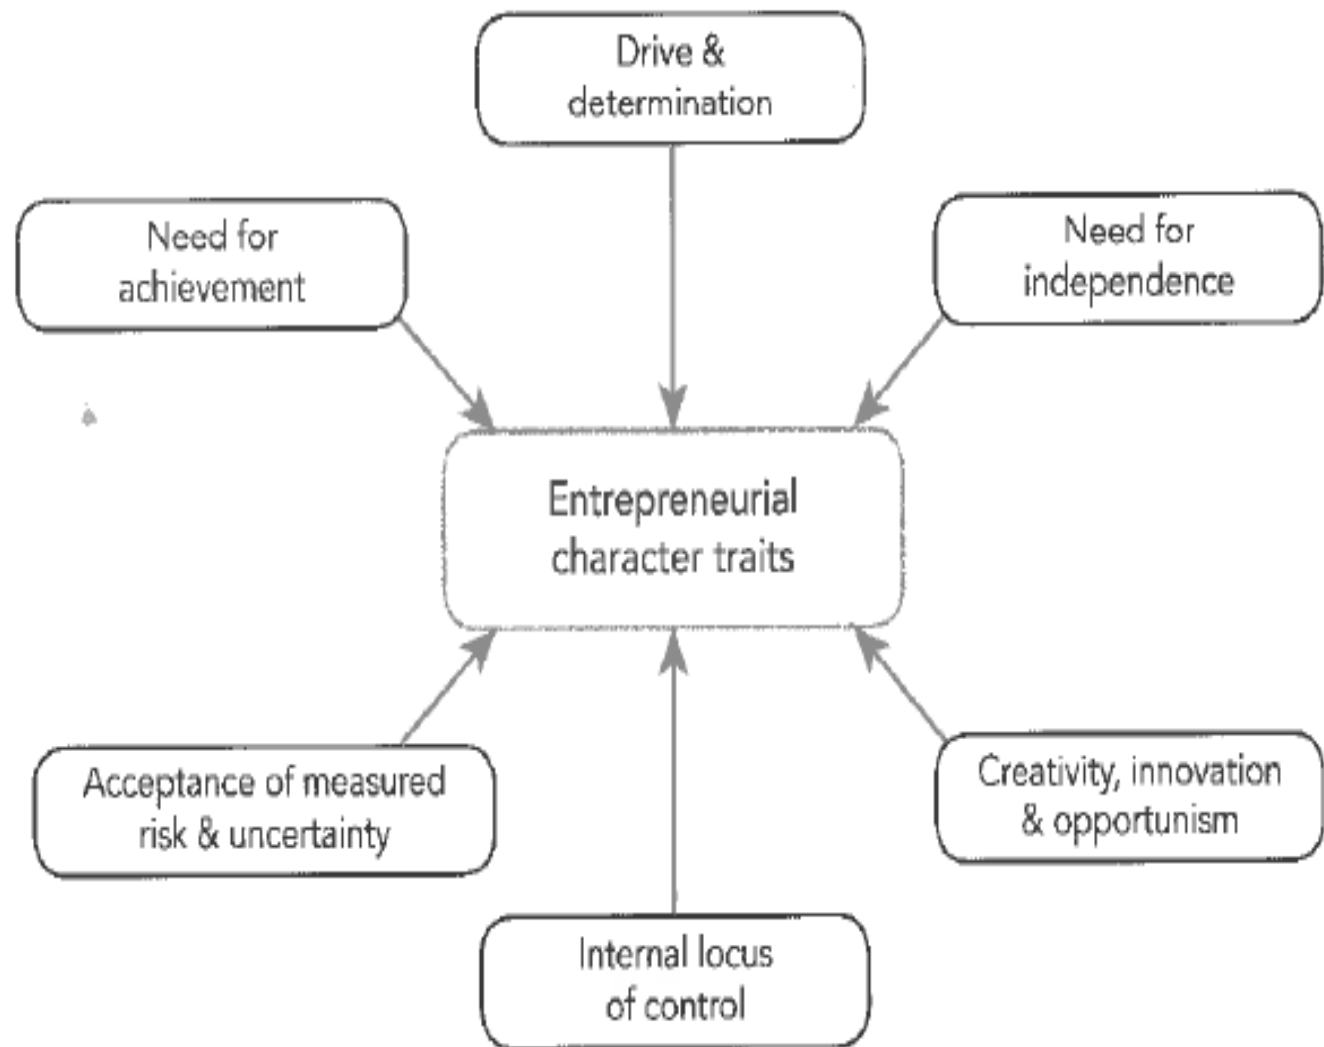 Drive &
determination
Need for
achievement
Need for
independence
Entrepreneurial
character traits
Acceptance of measured
risk & uncertainty
Creativity, innovation
& opportunism
Internal locus
of control